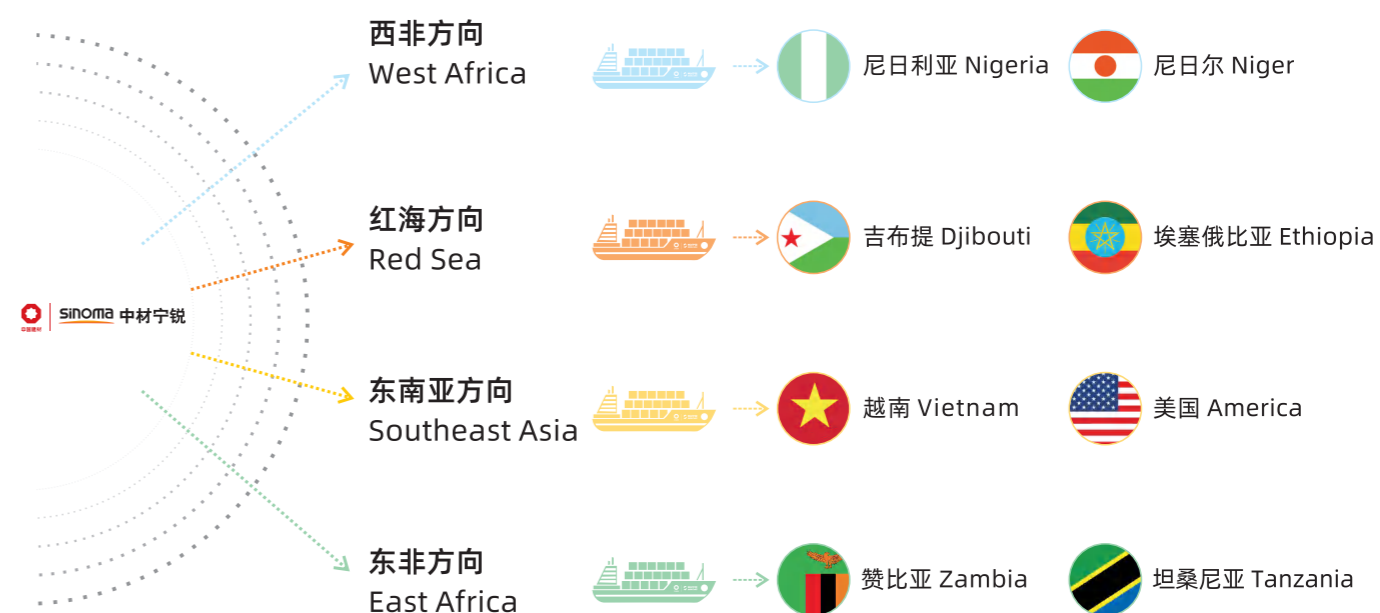 西非方向
West Africa
尼日利亚 Nigeria
尼日尔 Niger
红海方向
Red Sea
吉布提 Djibouti
埃塞俄比亚 Ethiopia
sinoma 中材宁锐
东南亚方向
Southeast Asia
越南 Vietnam
美国 America
东非方向
East Africa
赞比亚 Zambia
坦桑尼亚 Tanzania